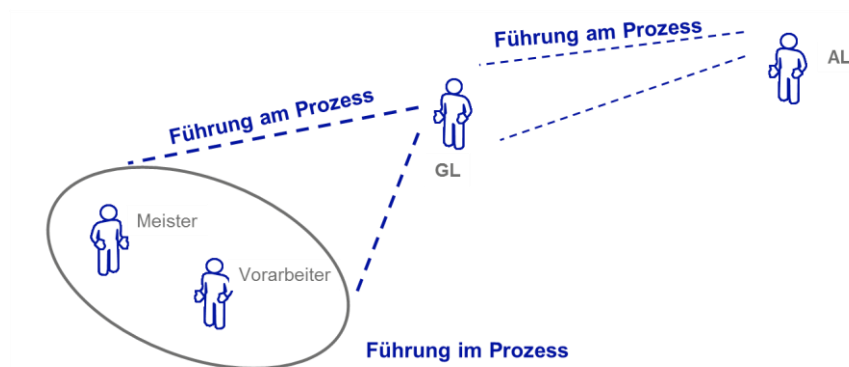 Führung am Prozess
AL
Führung am Prozess
GL
Meister
Vorarbeiter
Führung im Prozess